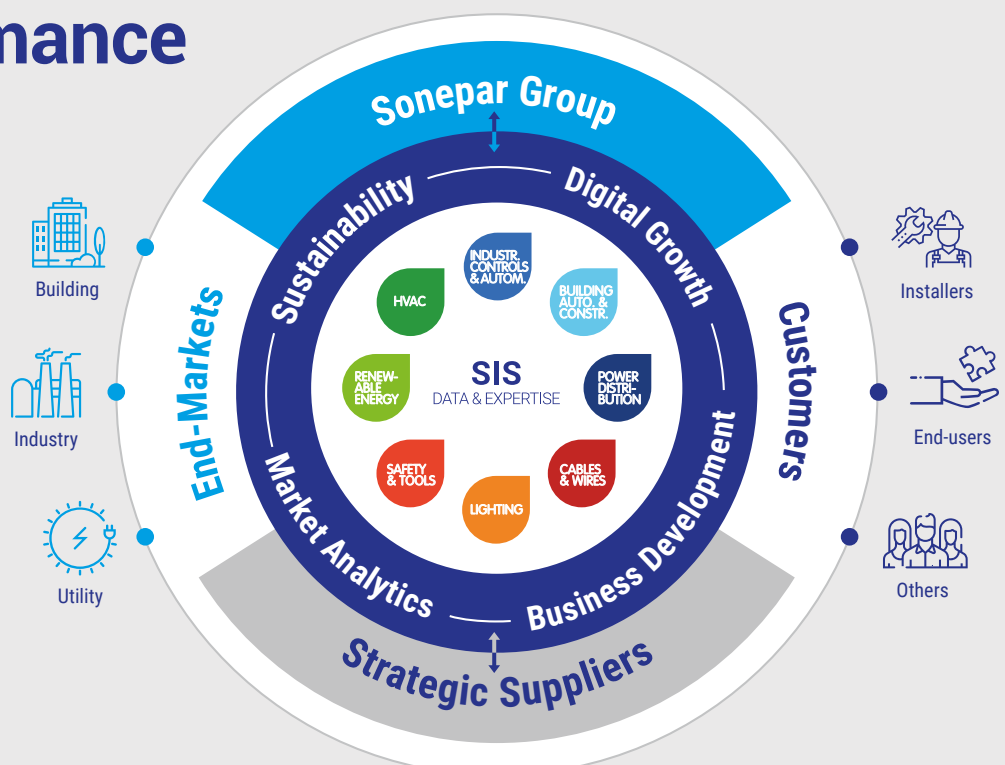 mance
Sonepar Group
Sustainability
Digital Growth
Building
Industry
Utility
End-Markets
HVAC
INDUSTR.
CONTROLS
& AUTOM.
BUILDING
AUTO. &
CONSTR.
RENEW-
ABLE
ENERGY
SIS
DATA & EXPERTISE
POWER
DISTRI-
BUTION
SAFETY
& TOOLS
LIGHTING
CABLES
& WIRES
Customers
Installers
End-users
Others
Market Analytics
Business Development
Strategic Suppliers